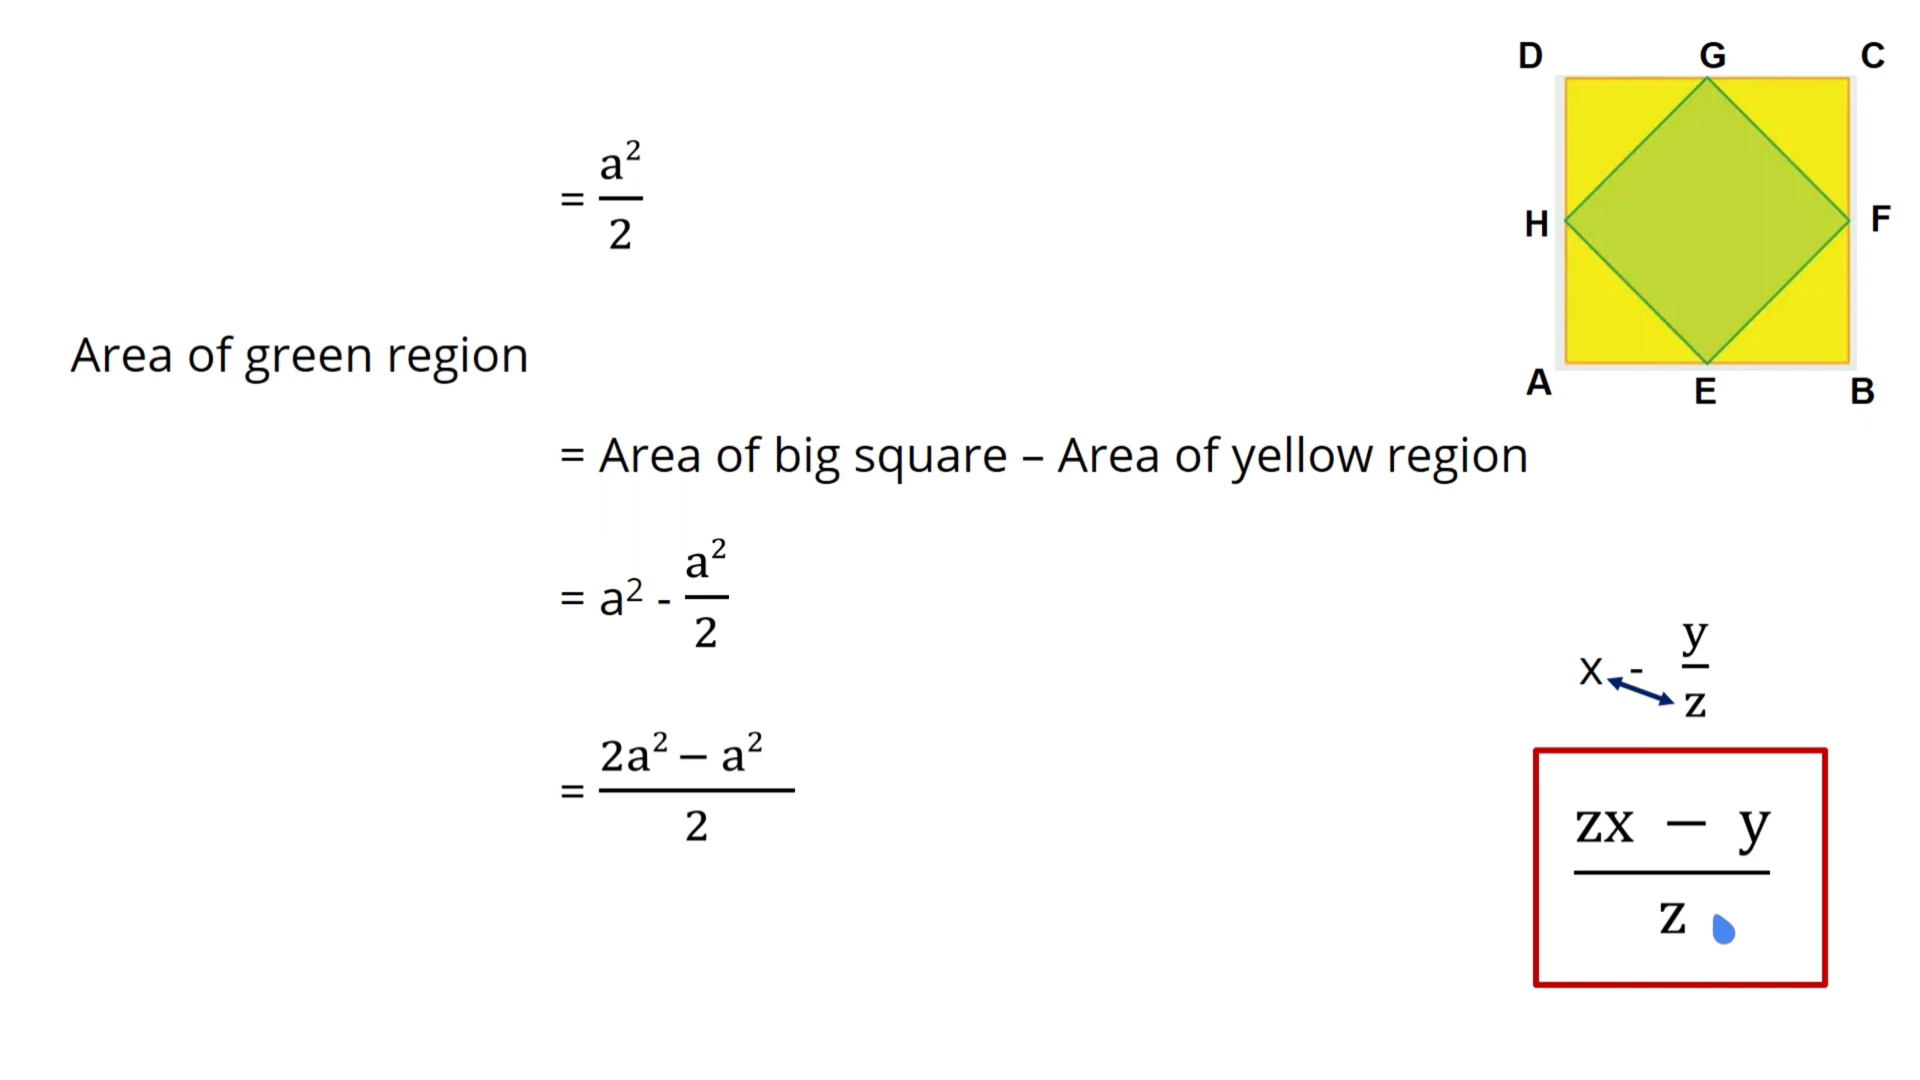 D G C
= a²/2
H F
Area of green region
A E B
= Area of big square – Area of yellow region
= a² - a²/2
x - y/z
= 2a² – a²/2
zx – y/z